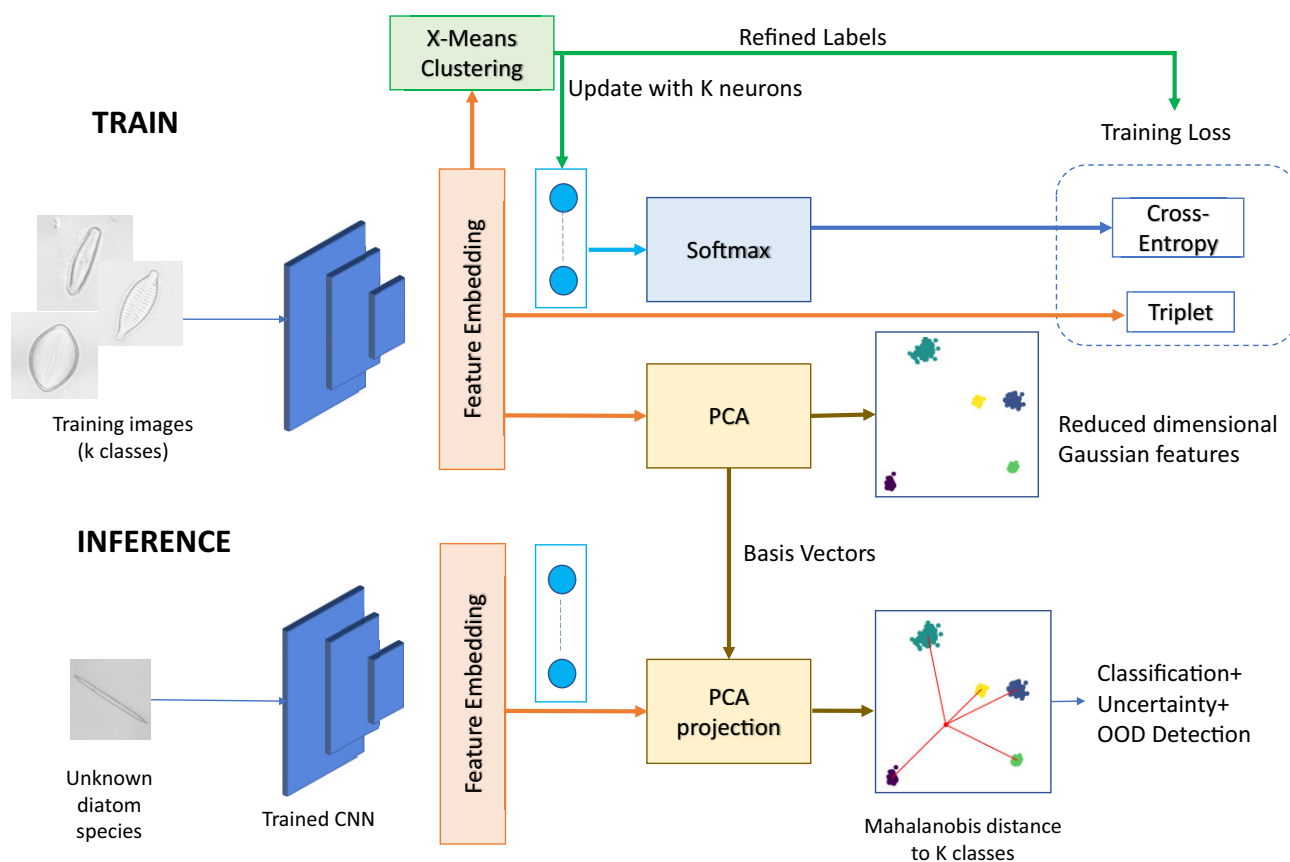 X-Means
Clustering
Refined Labels
Update with K neurons
TRAIN
Training Loss
Feature Embedding
Softmax
Cross-
Entropy
Triplet
Training images
(k classes)
PCA
Reduced dimensional
Gaussian features
INFERENCE
Basis Vectors
Feature Embedding
PCA
projection
Classification+
Uncertainty+
OOD Detection
Unknown
diatom
species
Trained CNN
Mahalanobis distance
to K classes